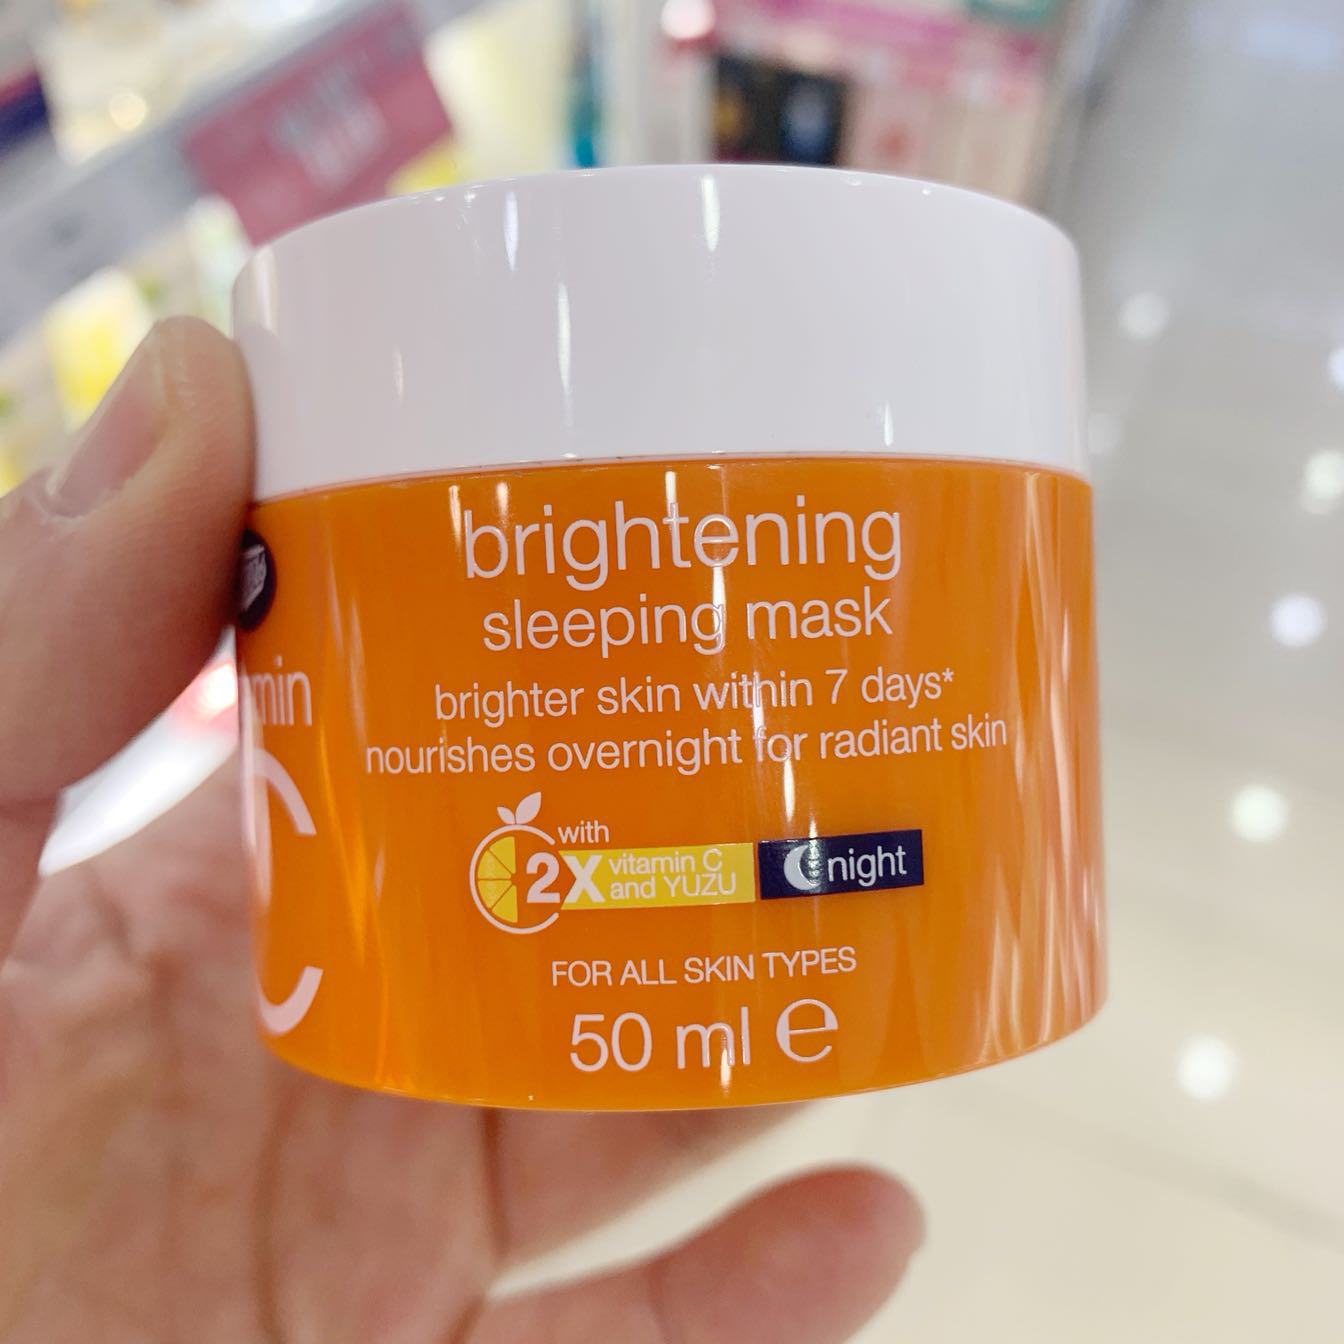 brightening
sleeping mask
brighter skin within 7 days*
nourishes overnight for radiant skin
with
2X vitamin C
and YUZU
night
FOR ALL SKIN TYPES
50 ml e
C